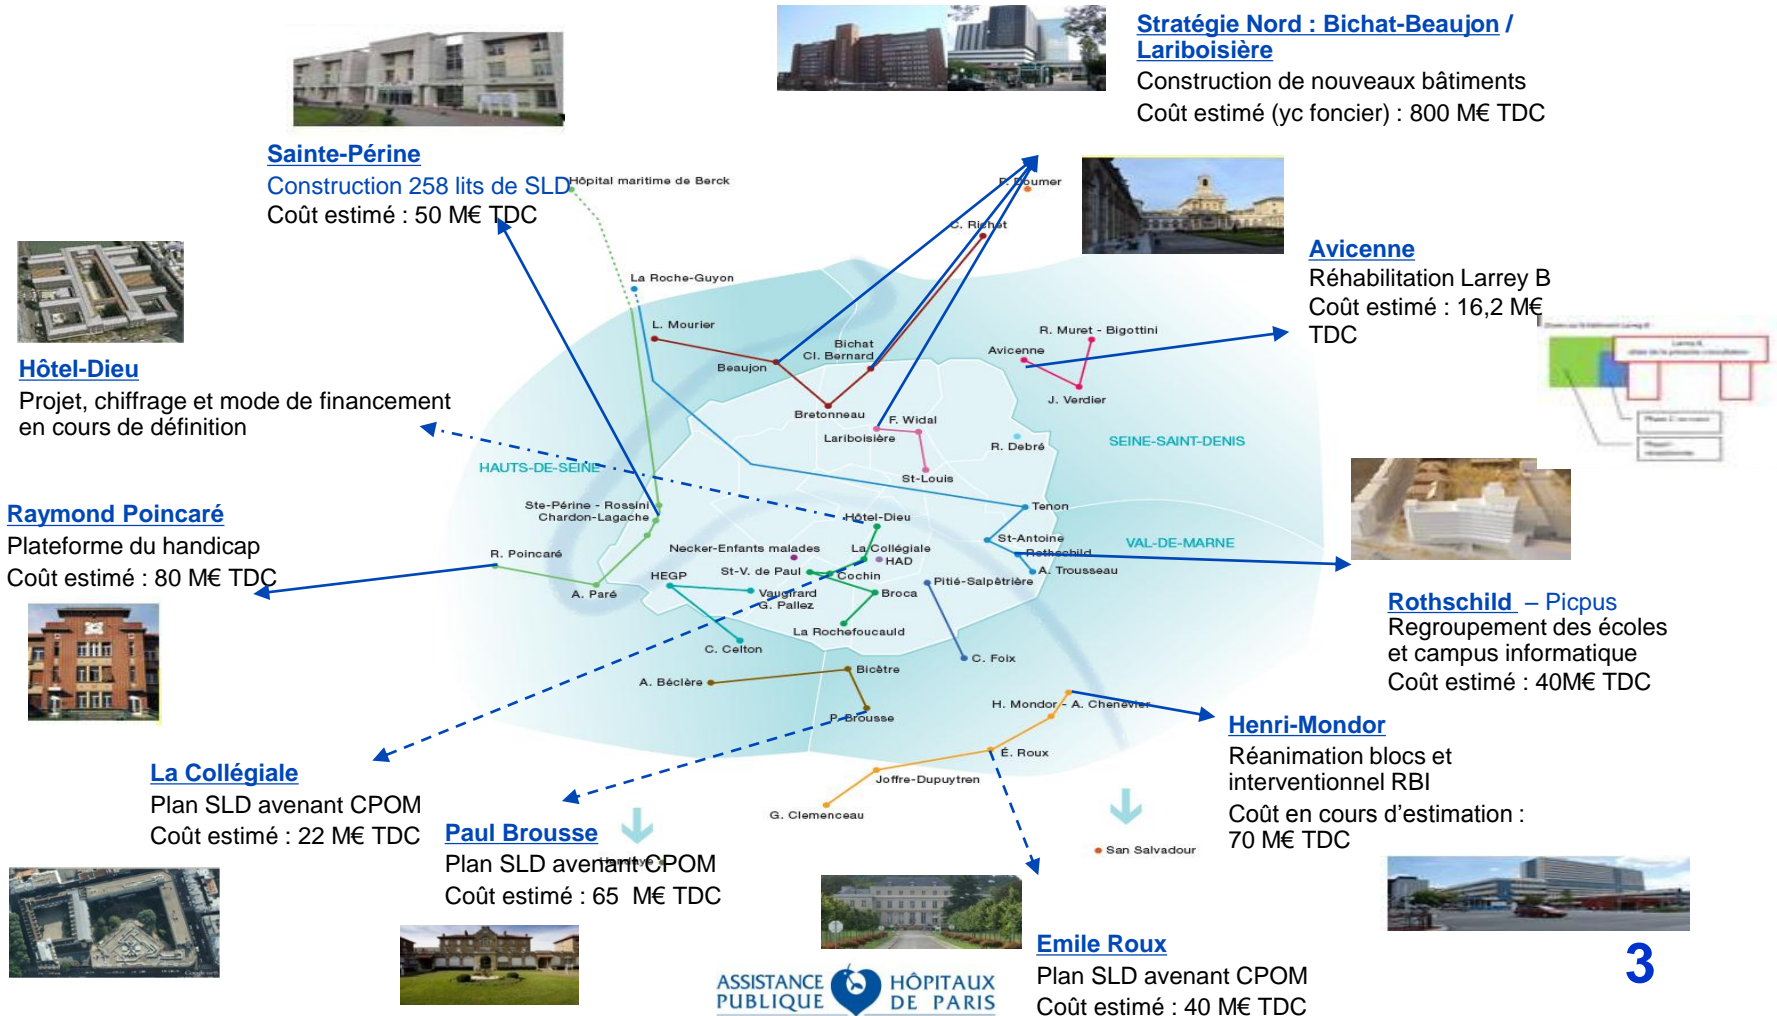 Stratégie Nord : Bichat-Beaujon /
Lariboisière
Construction de nouveaux bâtiments
Coût estimé (yc foncier) : 800 M€ TDC
Sainte-Périne
Construction 258 lits de SLD
Coût estimé : 50 M€ TDC
Hôpital maritime de Berck
P. Doumer
C. Richet
Avicenne
Réhabilitation Larrey B
Coût estimé : 16,2 M€
TDC
La Roche-Guyon
L. Mourier
Bichat
Cl. Bernard
Beaujon
Bretonneau
Avicenne
R. Muret - Bigottini
J. Verdier
Hôtel-Dieu
Projet, chiffrage et mode de financement
en cours de définition
F. Widal
Lariboisière
St-Louis
R. Debré
SEINE-SAINT-DENIS
HAUTS-DE-SEINE
Raymond Poincaré
Plateforme du handicap
Coût estimé : 80 M€ TDC
Ste-Périne - Rossini
Chardon-Lagache
R. Poincaré
A. Paré
Hôtel-Dieu
Necker-Enfants malades
La Collégiale
HAD
St-V. de Paul
Cochin
HEGP
Vaugirard
G. Pallez
Broca
La Rochefoucauld
C. Celton
Tenon
St-Antoine
Rothschild
A. Trousseau
VAL-DE-MARNE
Pitié-Salpêtrière
C. Foix
Rothschild – Picpus
Regroupement des écoles
et campus informatique
Coût estimé : 40M€ TDC
A. Béclère
Bicêtre
P. Brousse
H. Mondor - A. Chenevier
É. Roux
Joffre-Dupuytren
G. Clemenceau
Henri-Mondor
Réanimation blocs et
interventionnel RBI
Coût en cours d’estimation :
70 M€ TDC
La Collégiale
Plan SLD avenant CPOM
Coût estimé : 22 M€ TDC
Paul Brousse
Plan SLD avenant CPOM
Coût estimé : 65 M€ TDC
Hendaye
San Salvadour
Emile Roux
Plan SLD avenant CPOM
Coût estimé : 40 M€ TDC
ASSISTANCE HÔPITAUX
PUBLIQUE DE PARIS
3